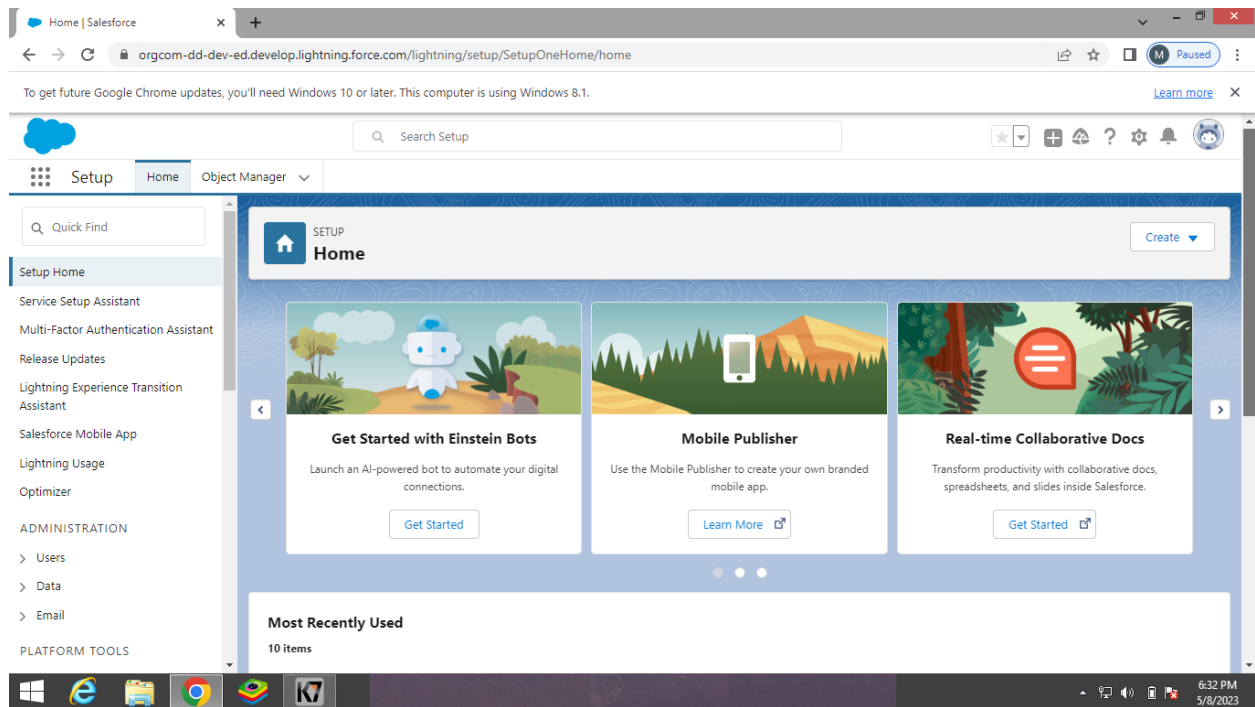 Home | Salesforce
orgcom-dd-dev-ed.develop.lightning.force.com/lightning/setup/SetupOneHome/home
M Paused
To get future Google Chrome updates, you'll need Windows 10 or later. This computer is using Windows 8.1.
Learn more
Search Setup
Setup
Home
Object Manager
Quick Find
Setup Home
Service Setup Assistant
Multi-Factor Authentication Assistant
Release Updates
Lightning Experience Transition
Assistant
Salesforce Mobile App
Lightning Usage
Optimizer
ADMINISTRATION
Users
Data
Email
PLATFORM TOOLS
SETUP
Home
Create
Get Started with Einstein Bots
Launch an AI-powered bot to automate your digital
connections.
Get Started
Mobile Publisher
Use the Mobile Publisher to create your own branded
mobile app.
Learn More
Real-time Collaborative Docs
Transform productivity with collaborative docs,
spreadsheets, and slides inside Salesforce.
Get Started
Most Recently Used
10 items
K7
6:32 PM
5/8/2023